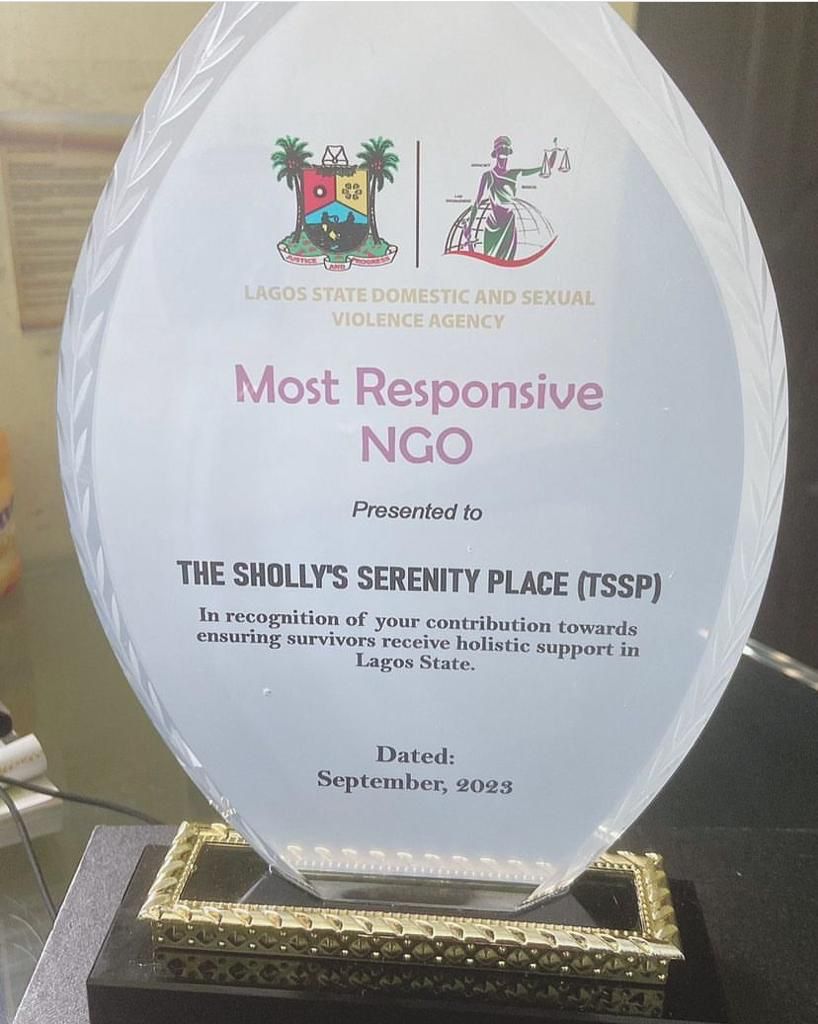 JUSTICE AND PROGRESS
LAGOS STATE DOMESTIC AND SEXUAL
VIOLENCE AGENCY
Most Responsive
NGO
Presented to
THE SHOLLY'S SERENITY PLACE (TSSP)
In recognition of your contribution towards
ensuring survivors receive holistic support in
Lagos State.
Dated:
September, 2023